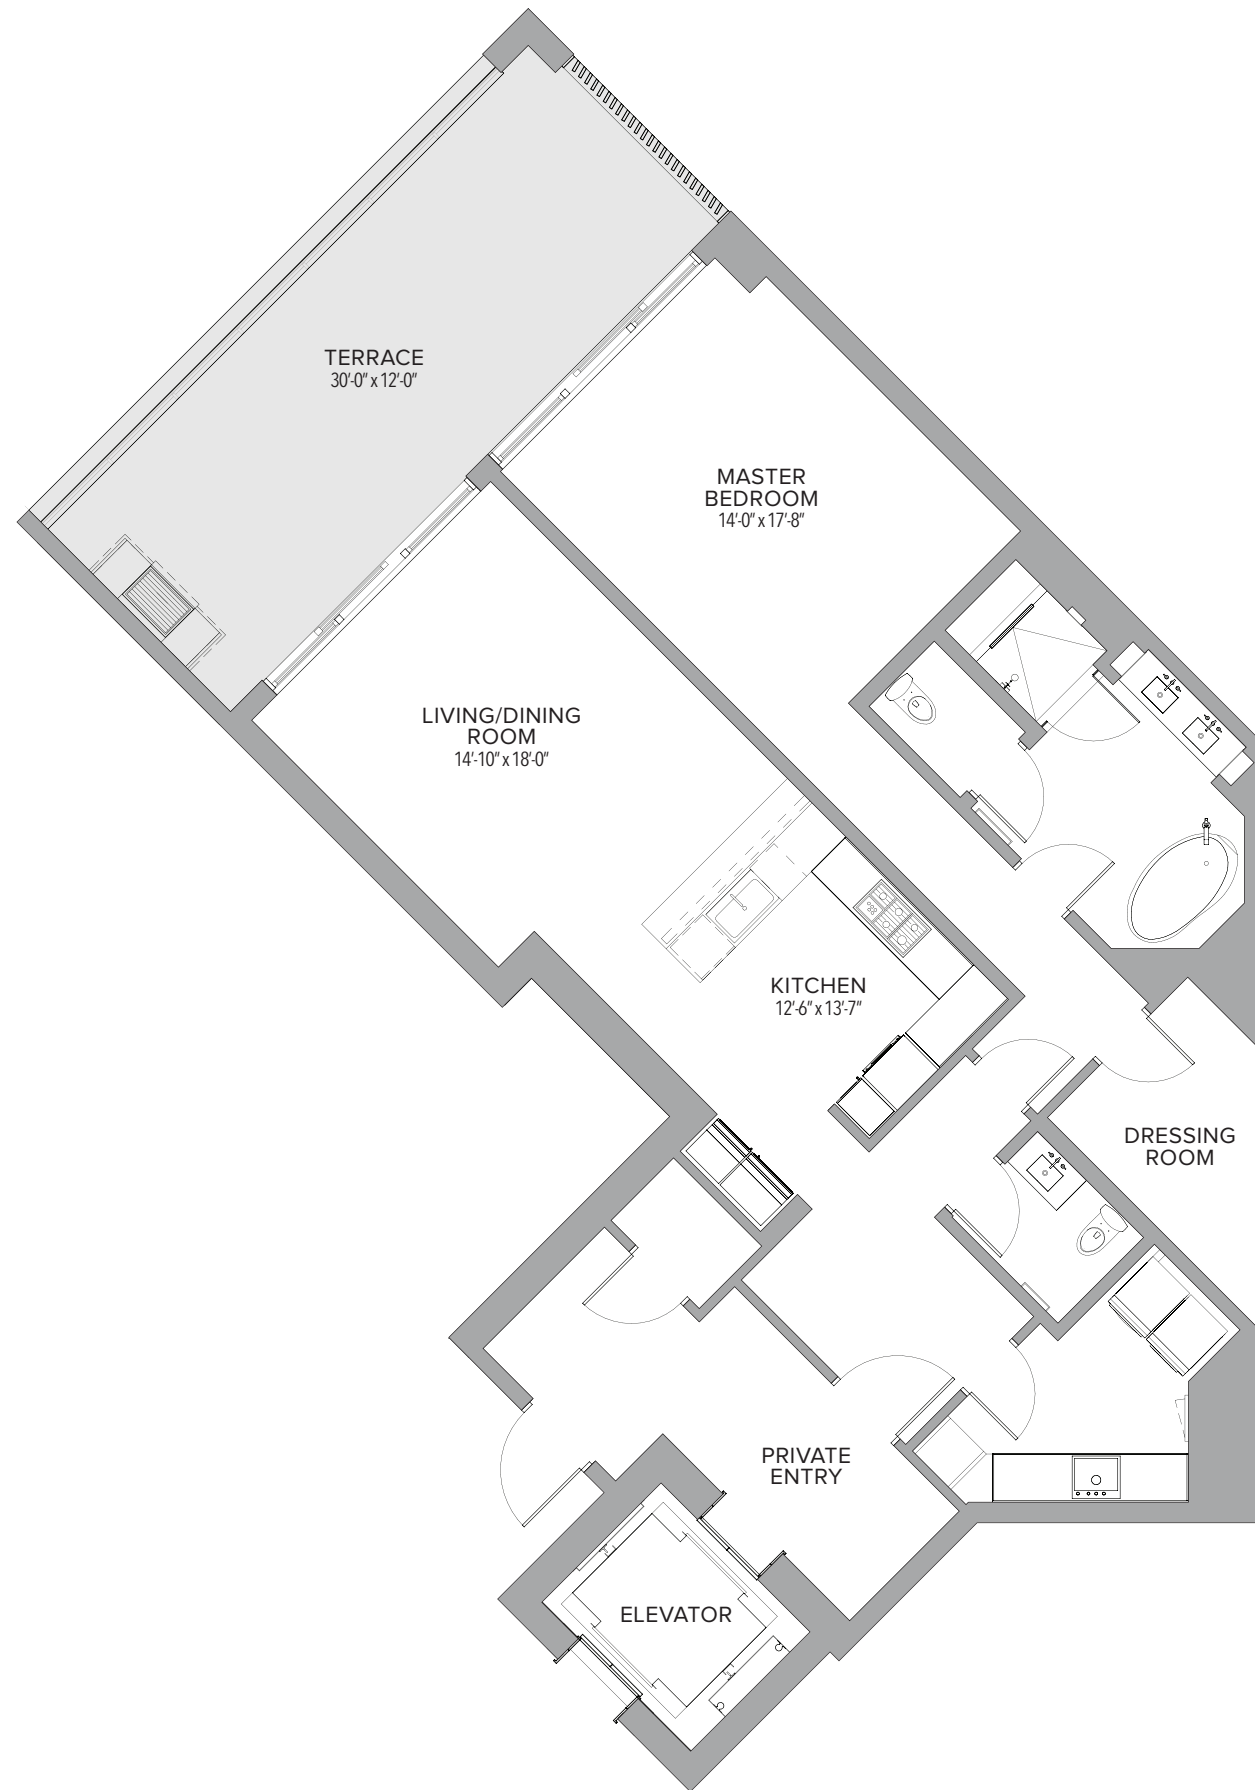 TERRACE
30'-0" x 12'-0"
MASTER
BEDROOM
14'-0" x 17'-8"
LIVING/DINING
ROOM
14'-10" x 18'-0"
KITCHEN
12'-6" x 13'-7"
DRESSING
ROOM
PRIVATE
ENTRY
ELEVATOR